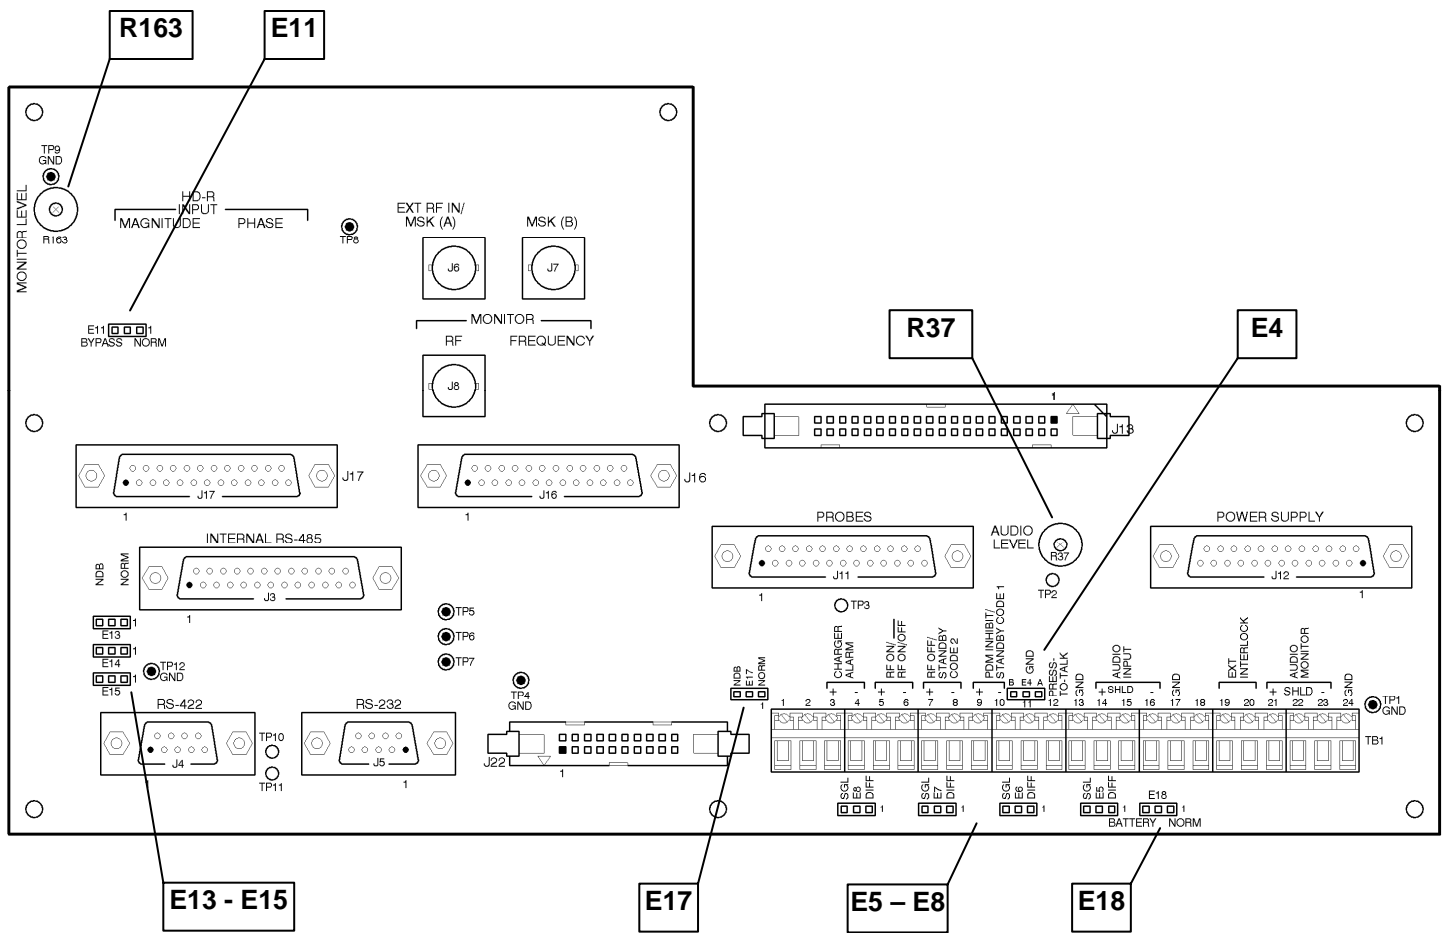 R163
E11
TP9
GND
MONITOR LEVEL
R163
HD-R
INPUT
MAGNITUDE PHASE
TP8
EXT RF IN/
MSK (A)
MSK (B)
J6
J7
E11 1
BYPASS NORM
MONITOR
RF FREQUENCY
J8
R37
E4
1
J13
J17
J17
1
J16
J16
1
PROBES
J11
1
AUDIO
LEVEL
R37
TP2
POWER SUPPLY
J12
1
INTERNAL RS-485
J3
1
NDB
NORM
1
E13
1
E14
1
E15
TP12
GND
TP5
TP6
TP7
TP3
TP4
GND
NDB
E17
NORM
1
CHARGER
ALARM
RF ON/
RF ON/OFF
RF OFF/
STANDBY
CODE 2
PDM INHIBIT/
STANDBY CODE 1
GND
B E4 A
PRESS-
TO-TALK
GND
AUDIO
INPUT
GND
EXT
INTERLOCK
AUDIO
MONITOR
GND
+ - + - + - + - + SHLD - + SHLD -
1 2 3 4 5 6 7 8 9 10 11 12 13 14 15 16 17 18 19 20 21 22 23 24
TP1
GND
TB1
RS-422
J4
1
TP10
TP11
RS-232
J5
1
J22
1
SGL
E8
DIFF
1
SGL
E7
DIFF
1
SGL
E6
DIFF
1
SGL
E5
DIFF
1
E18
1
BATTERY NORM
E13 - E15
E17
E5 – E8
E18